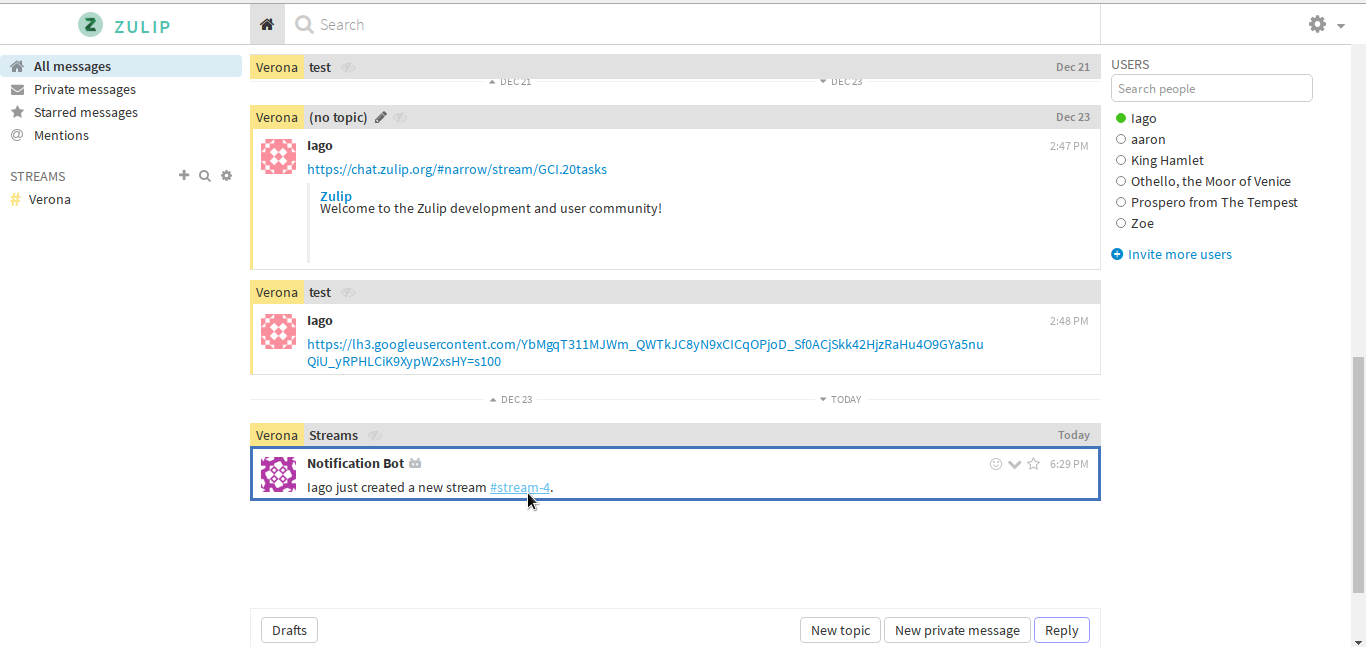 ZULIP
Search
All messages
Private messages
Starred messages
@ Mentions
STREAMS
# Verona
Verona test Dec 21
DEC 21 DEC 23
Verona (no topic) Dec 23
Iago 2:47 PM
https://chat.zulip.org/#narrow/stream/GCI.20tasks
Zulip
Welcome to the Zulip development and user community!
Verona test
Iago 2:48 PM
https://lh3.googleusercontent.com/YbMgqT311MJWm_QWTkJC8yN9xCICqOPjoD_Sf0ACjSkk42HjzRaHu4O9GYa5nu
QiU_yRPHLCiK9XypW2xsHY=s100
DEC 23 TODAY
Verona Streams Today
Notification Bot 6:29 PM
Iago just created a new stream #stream-4.
Drafts New topic New private message Reply
USERS
Search people
Iago
aaron
King Hamlet
Othello, the Moor of Venice
Prospero from The Tempest
Zoe
Invite more users